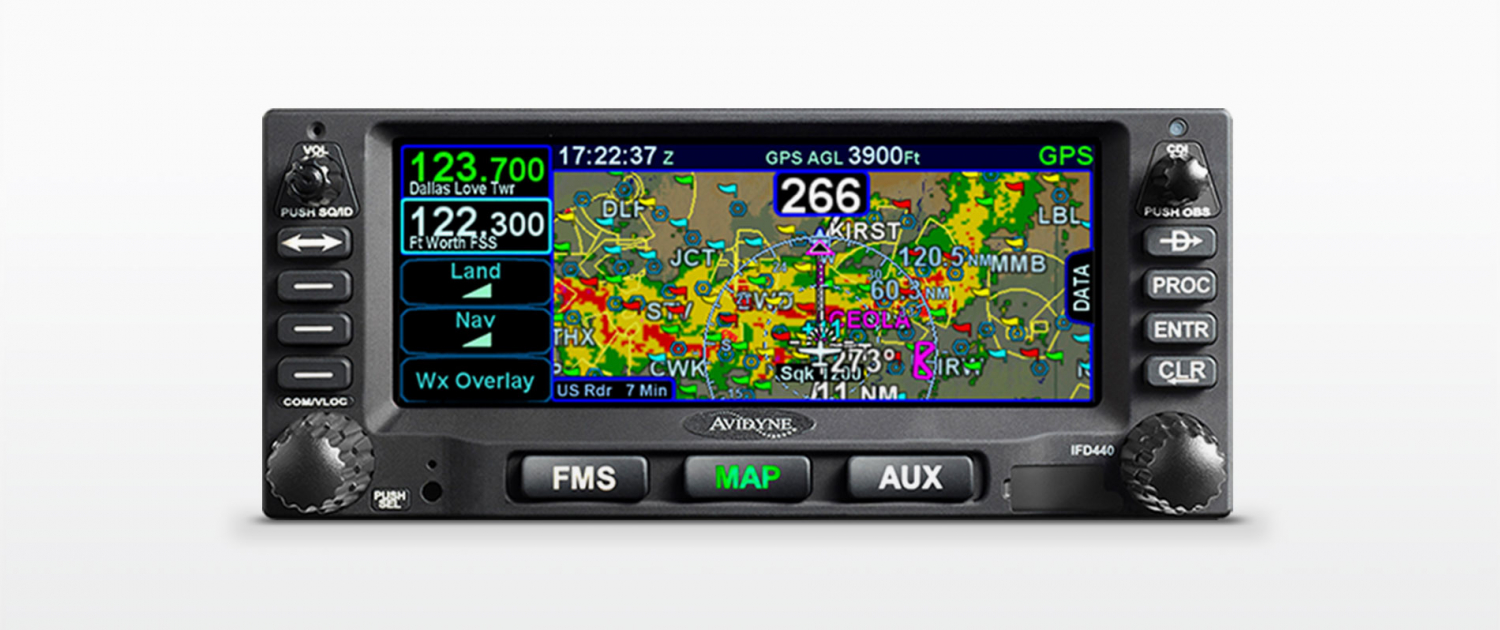 VOL
PUSH SQ/ID
COM/VLOC
PUSH
SEL
123.700
Dallas Love Twr
122.300
Ft Worth FSS
Land
Nav
Wx Overlay
17:22:37 Z
GPS AGL 3900Ft
GPS
266
KIRST
LBL
JCT
120.5NM
MMB
60.3NM
CEOLA
THX
CWK
273°
Sqk 1200
11 NM
US Rdr 7 Min
DATA
CDI
PUSH OBS
D
PROC
ENTR
CLR
AVIDYNE
IFD440
FMS
MAP
AUX